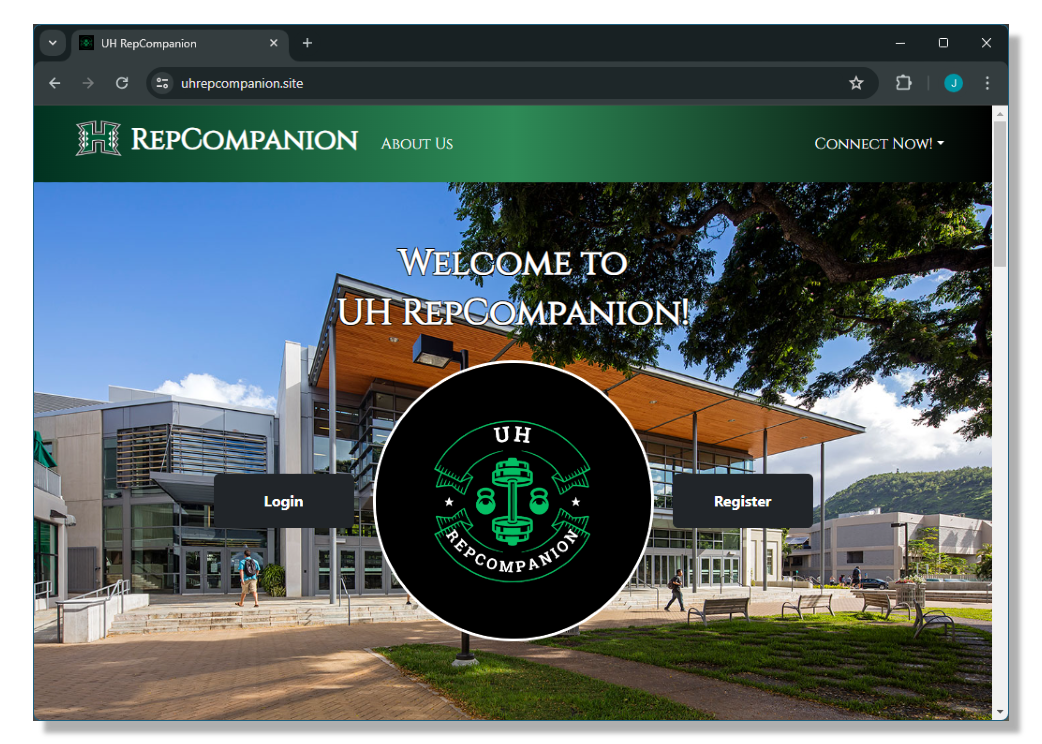 UH RepCompanion
uhrepcompanion.site
J
RepCompanion
About Us
Connect Now!
Welcome to
UH RepCompanion!
UH
REPCOMPANION
Login
Register